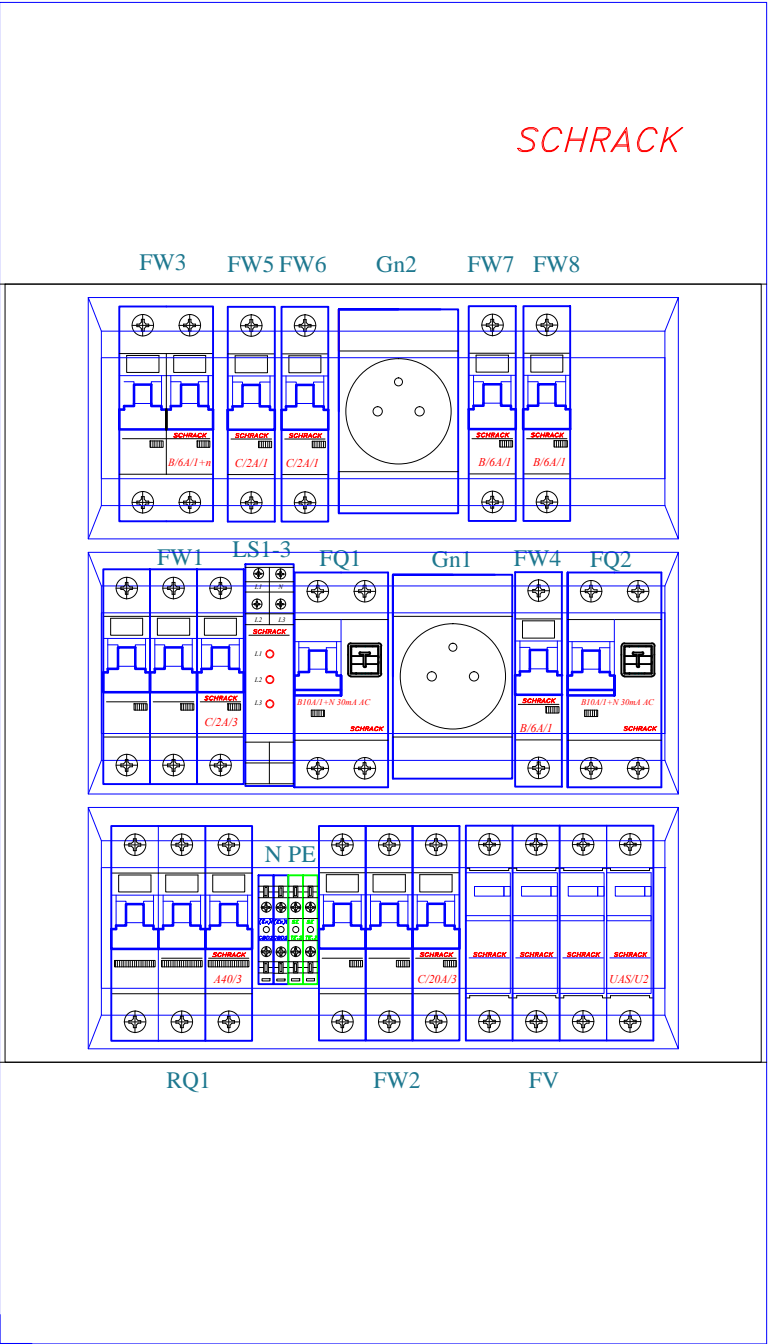 SCHRACK
FW3 FW5 FW6 Gn2 FW7 FW8
SCHRACK SCHRACK SCHRACK SCHRACK SCHRACK
B/6A/1+n C/2A/1 C/2A/1 B/6A/1 B/6A/1
FW1 LS1-3 FQ1 Gn1 FW4 FQ2
L1 N
L2 L3
SCHRACK
L1
L2
L3
SCHRACK SCHRACK
B10A/1+N 30mA AC B10A/1+N 30mA AC
C/2A/3 B/6A/1
SCHRACK SCHRACK
N PE
SCHRACK SCHRACK SCHRACK SCHRACK SCHRACK SCHRACK
A40/3 C/20A/3 UAS/U2
RQ1 FW2 FV